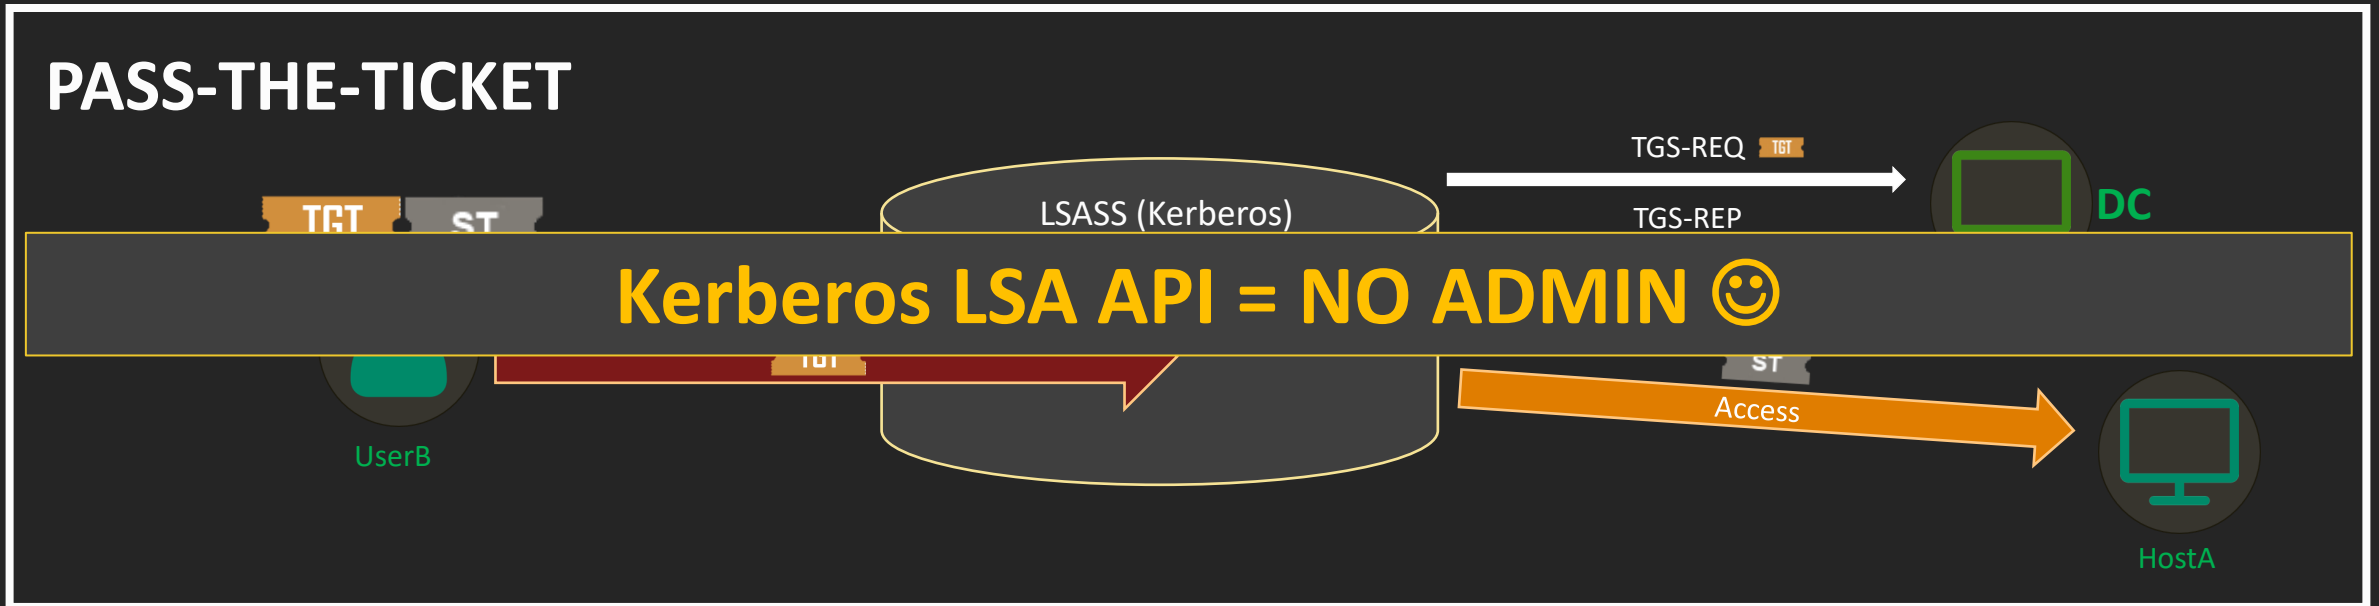 PASS-THE-TICKET
TGS-REQ TGT
TGT ST
LSASS (Kerberos)
TGS-REP
DC
Kerberos LSA API = NO ADMIN
TGT
ST
Access
UserB
HostA